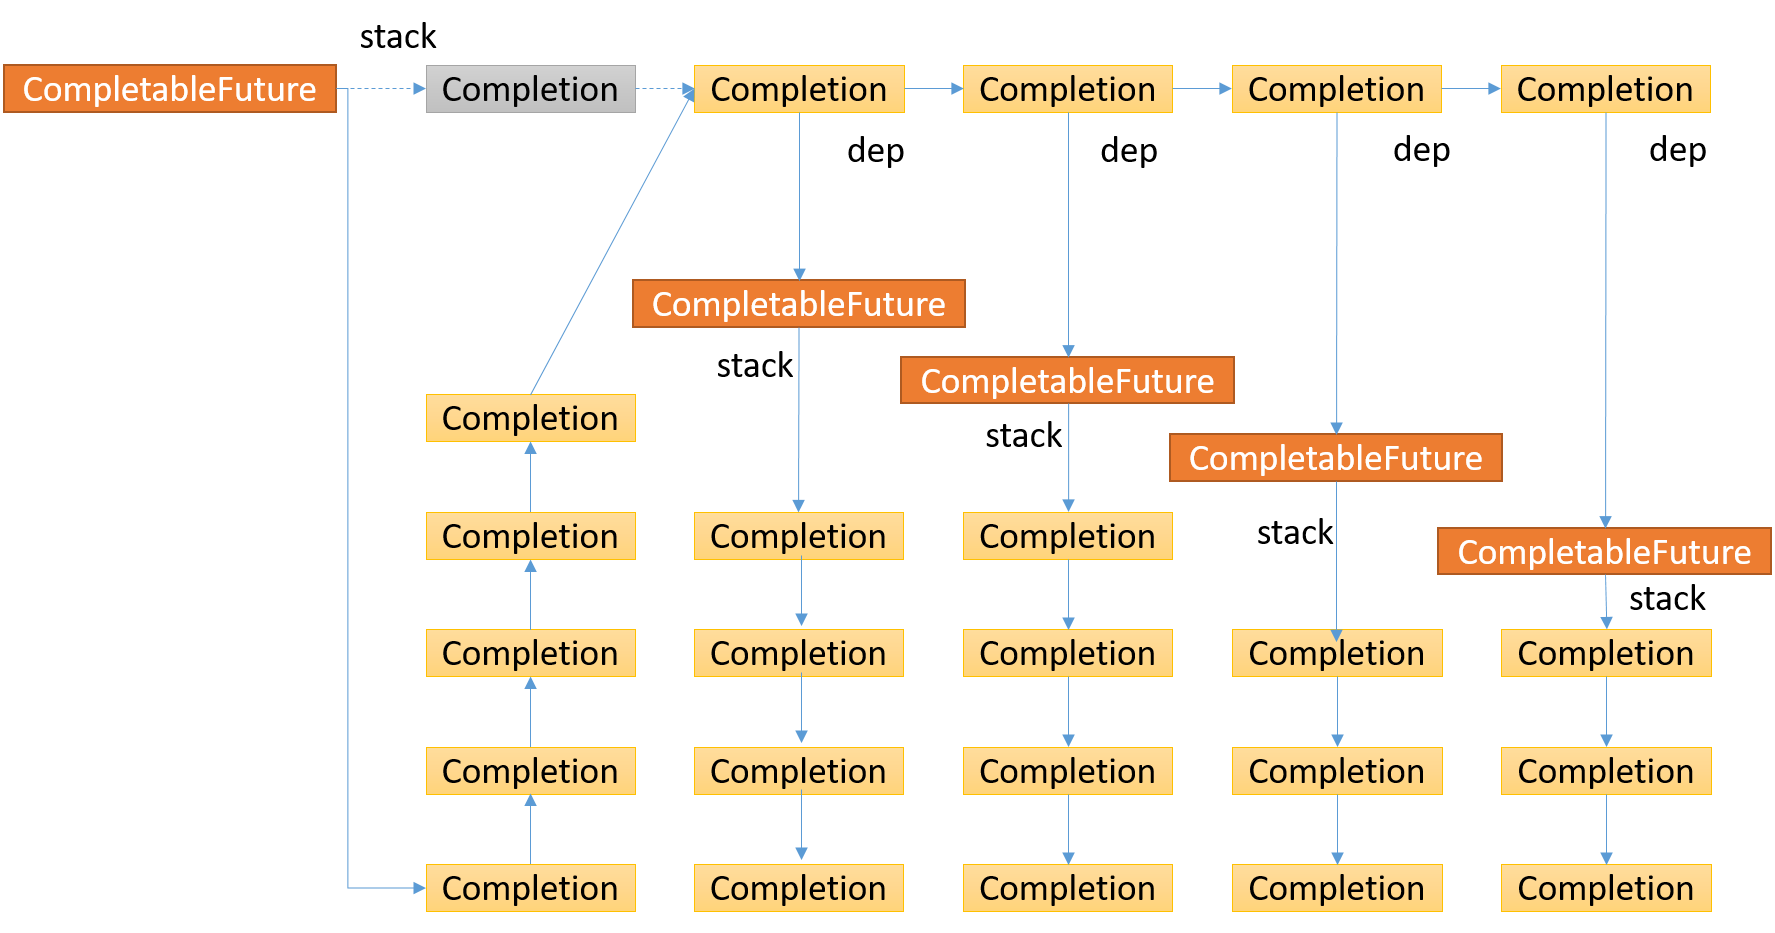 stack
CompletableFuture Completion Completion Completion Completion Completion
dep dep dep dep
CompletableFuture
stack
CompletableFuture
Completion
stack
CompletableFuture
Completion Completion Completion
stack
CompletableFuture
stack
Completion Completion Completion Completion Completion
Completion Completion Completion Completion Completion
Completion Completion Completion Completion Completion